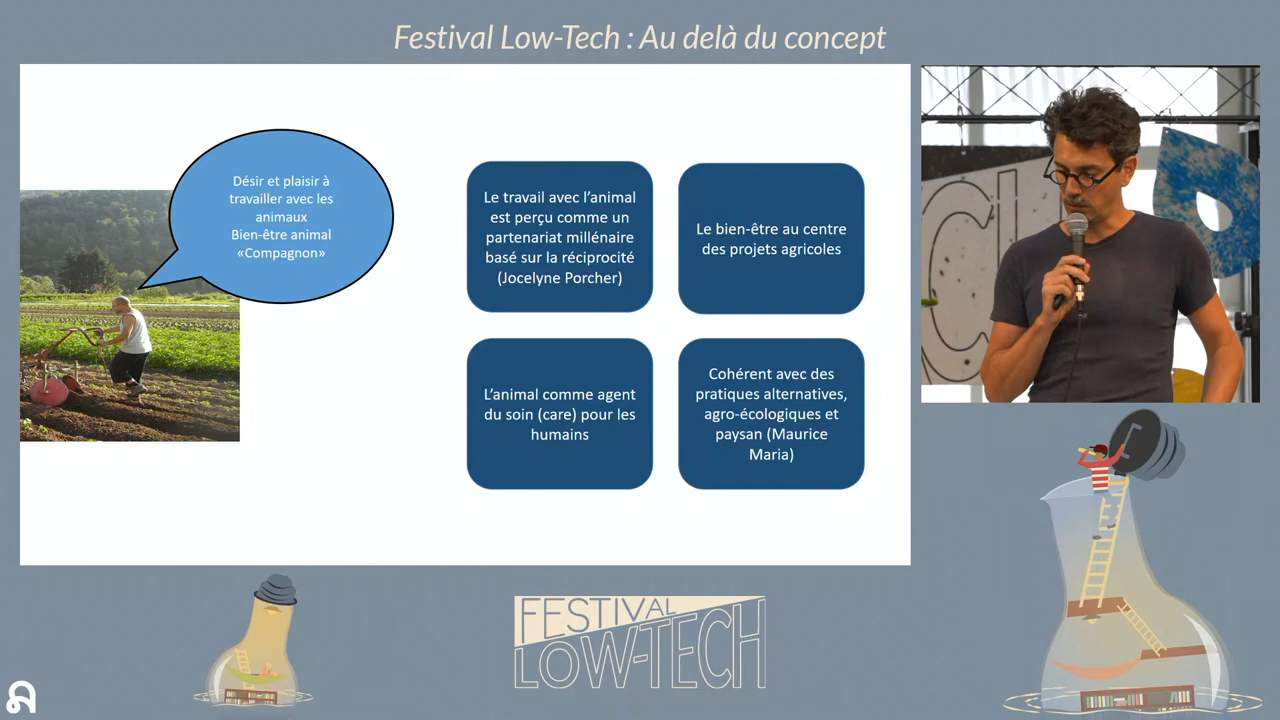 Festival Low-Tech : Au delà du concept
Désir et plaisir à
travailler avec les
animaux
Bien-être animal
«Compagnon»
Le travail avec l’animal
est perçu comme un
partenariat millénaire
basé sur la réciprocité
(Jocelyne Porcher)
Le bien-être au centre
des projets agricoles
L’animal comme agent
du soin (care) pour les
humains
Cohérent avec des
pratiques alternatives,
agro-écologiques et
paysan (Maurice
Maria)
FESTIVAL
LOW-TECH